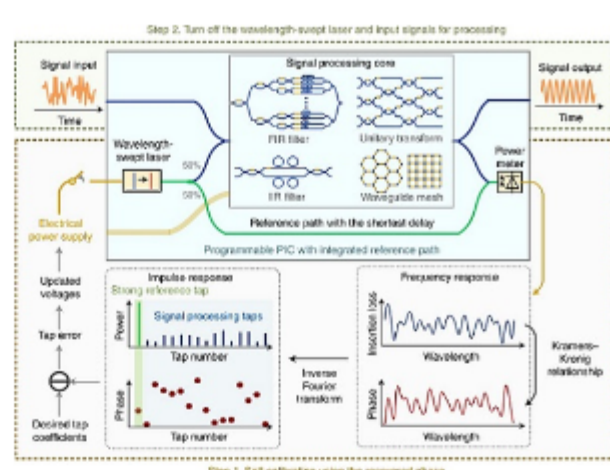 Step 2. Turn off the wavelength-swept laser and input signals for processing
Signal input
Time
Signal processing core
FIR filter
Unitary transform
IIR filter
Waveguide mesh
Signal output
Time
Wavelength-
swept laser
50%
50%
Power
meter
Reference path with the shortest delay
Programmable PIC with integrated reference path
Electrical
power supply
Updated
voltages
Tap error
Desired tap
coefficients
Impulse response
Strong reference tap
Signal processing taps
Power
Tap number
Phase
Tap number
Inverse
Fourier
transform
Frequency response
Insertion loss
Wavelength
Phase
Wavelength
Kramers–
Kronig
relationship